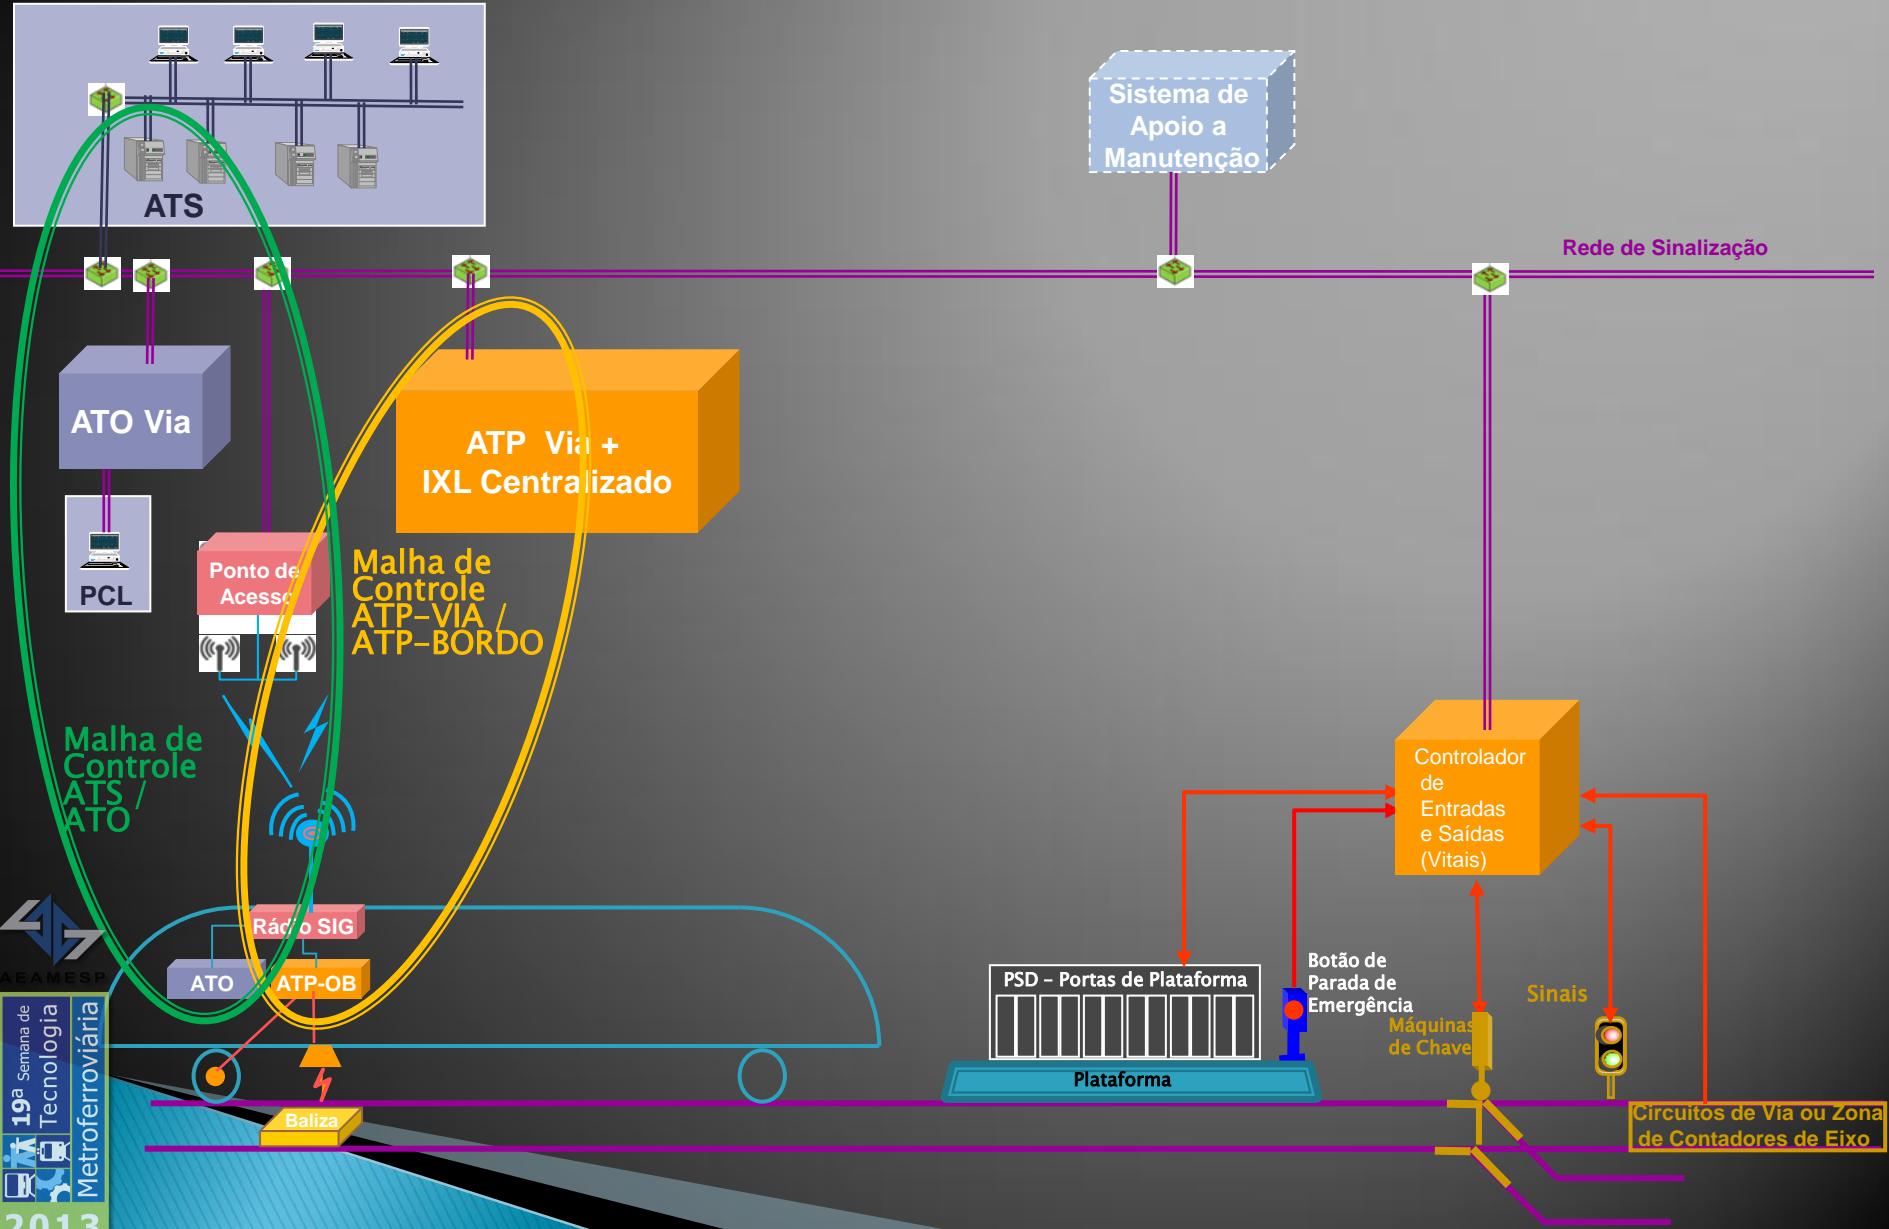 ATS
Sistema de
Apoio a
Manutenção
Rede de Sinalização
ATO Via
ATP Via +
IXL Centralizado
PCL
Ponto de
Acesso
Malha de
Controle
ATP-VIA /
ATP-BORDO
Malha de
Controle
ATS /
ATO
Controlador
de
Entradas
e Saídas
(Vitais)
Rádio SIG
ATO
ATP-OB
Baliza
PSD - Portas de Plataforma
Plataforma
Botão de
Parada de
Emergência
Máquinas
de Chave
Sinais
Circuitos de Via ou Zona
de Contadores de Eixo
AEAMESP
19ª Semana de
Tecnologia
Metroferroviária
2013